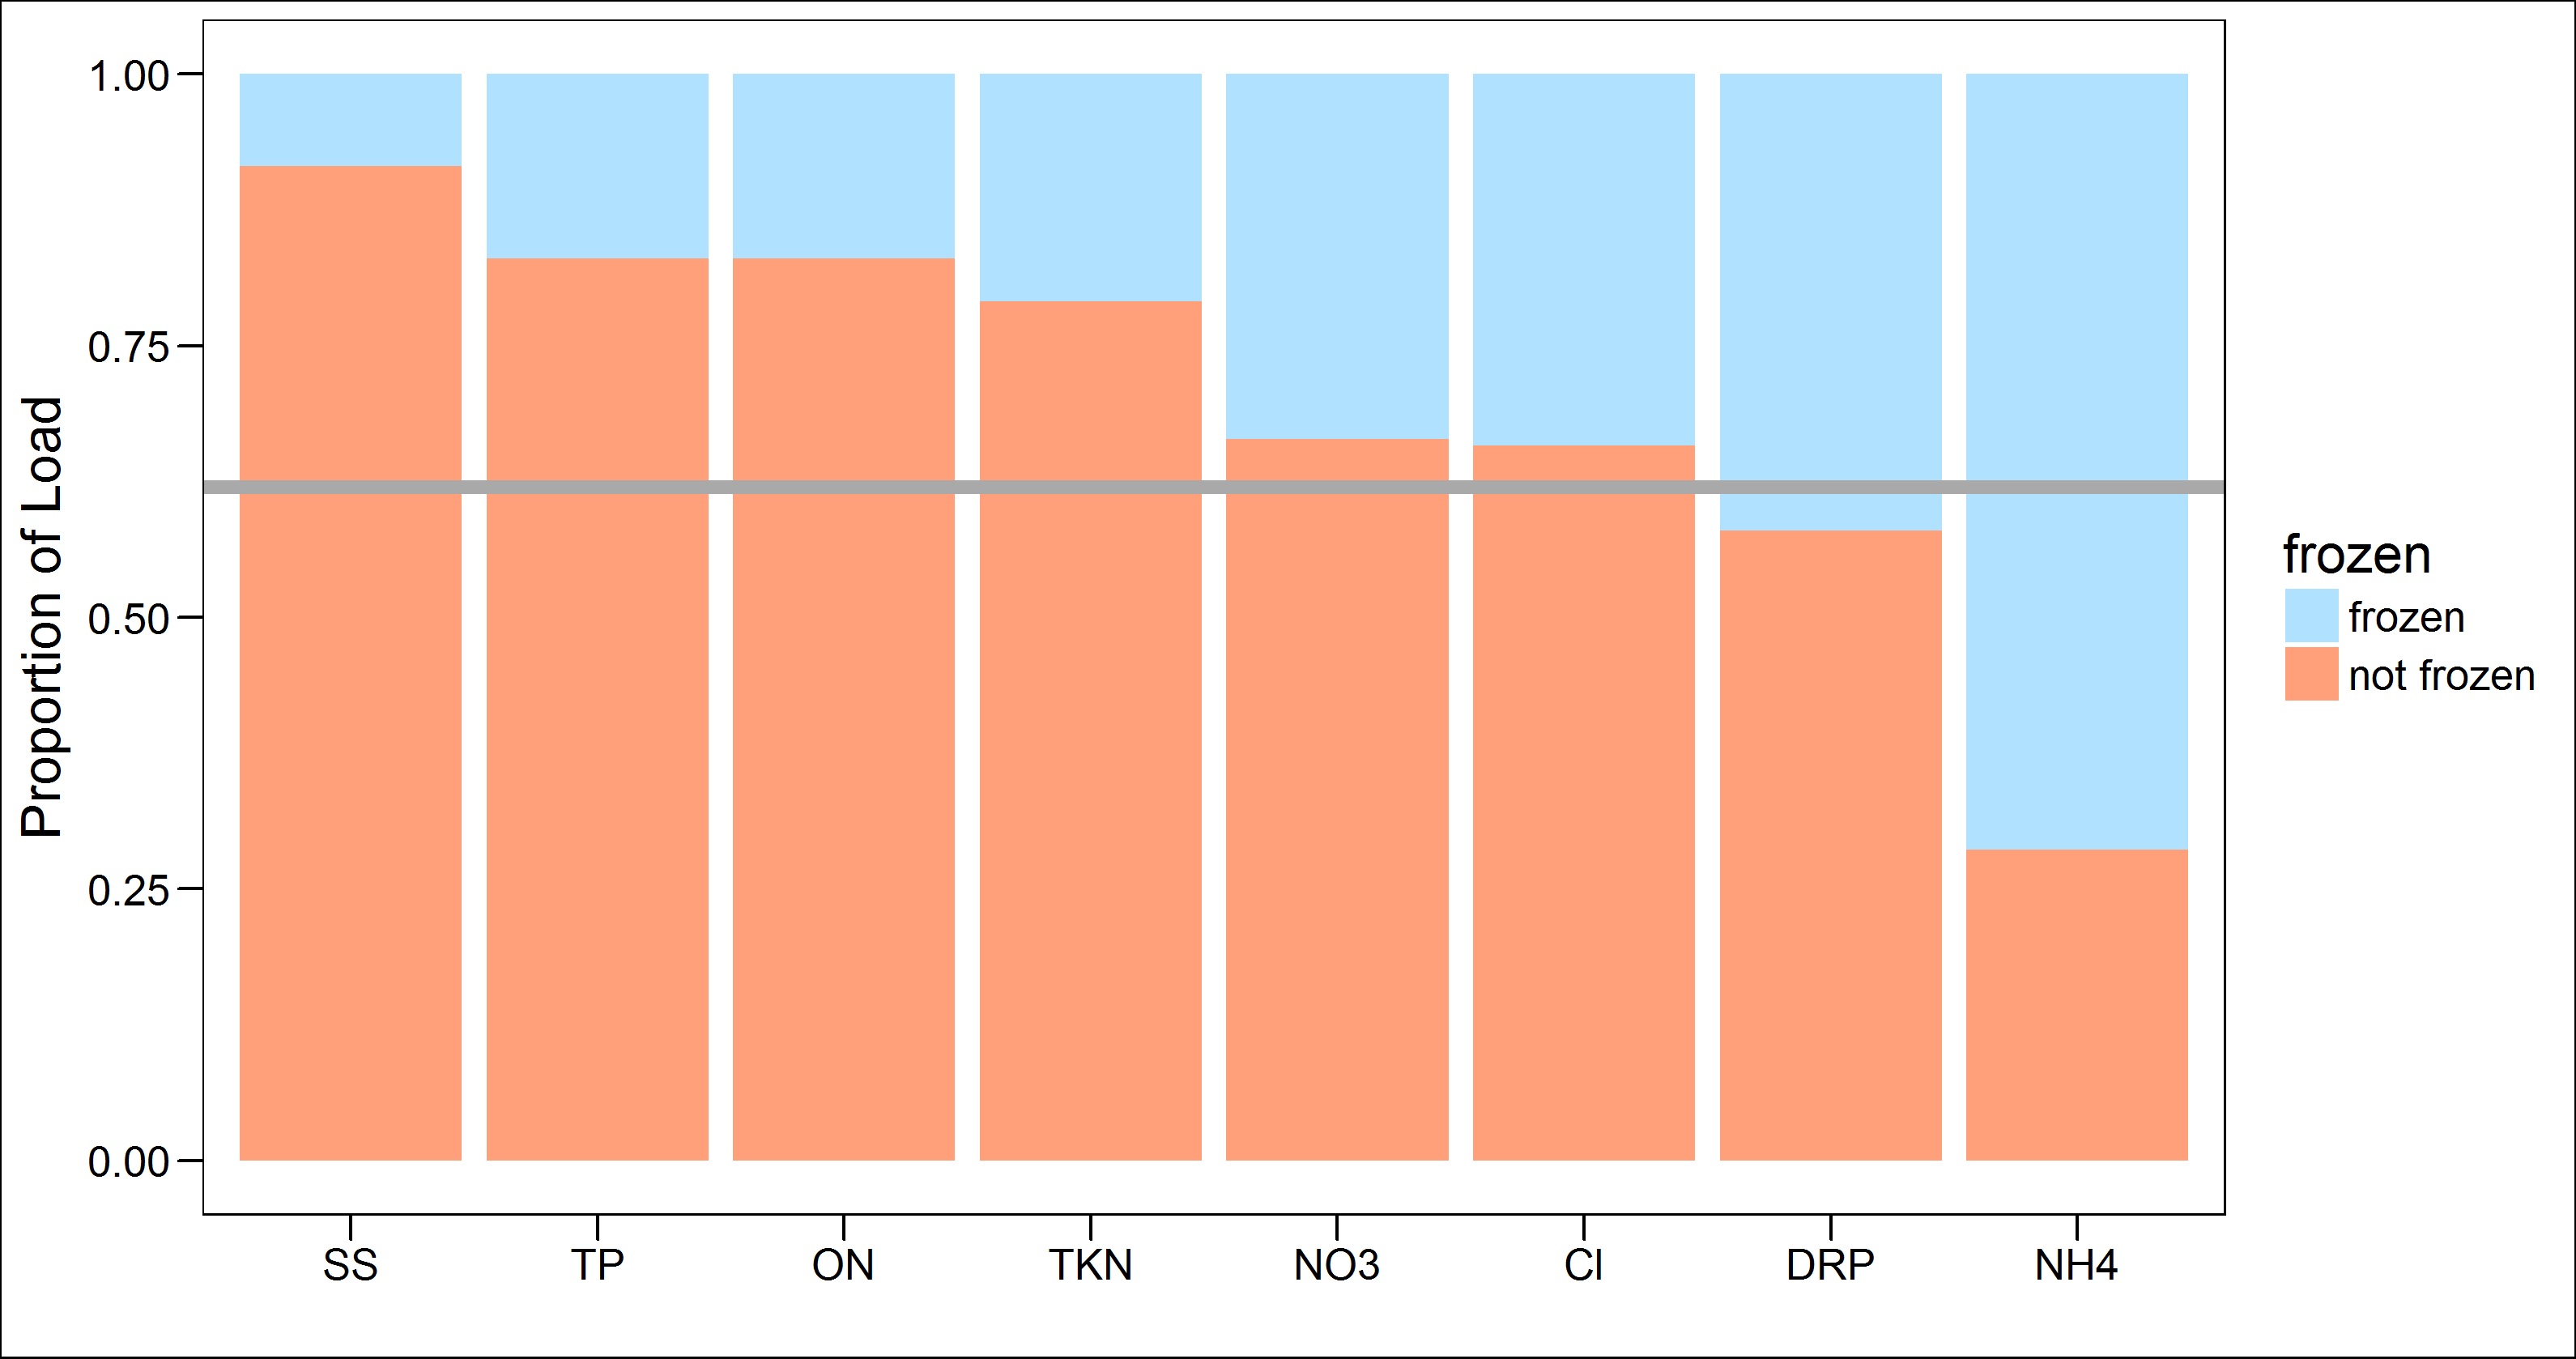 Proportion of Load
1.00
0.75
0.50
0.25
0.00
SS TP ON TKN NO3 Cl DRP NH4
frozen
frozen
not frozen